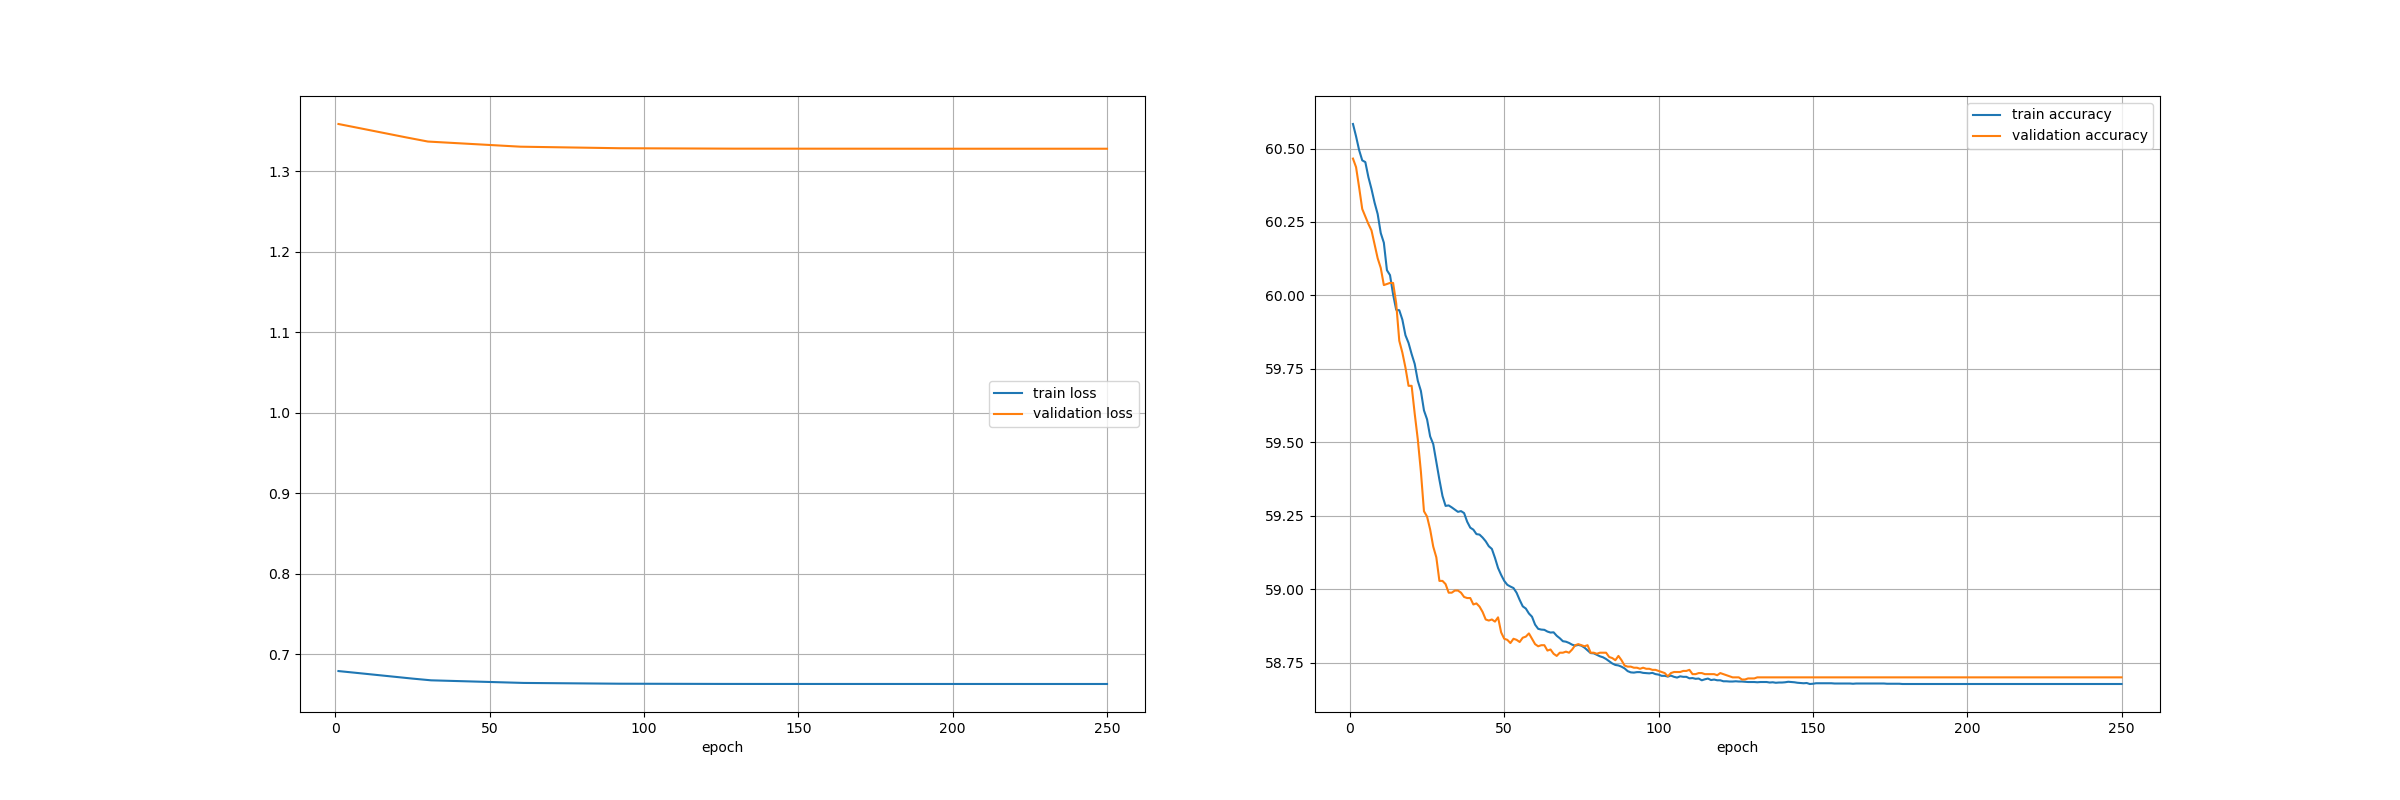 1.3
1.2
1.1
1.0
0.9
0.8
0.7
0 50 100 150 200 250
epoch
train loss
validation loss
60.50
60.25
60.00
59.75
59.50
59.25
59.00
58.75
0 50 100 150 200 250
epoch
train accuracy
validation accuracy